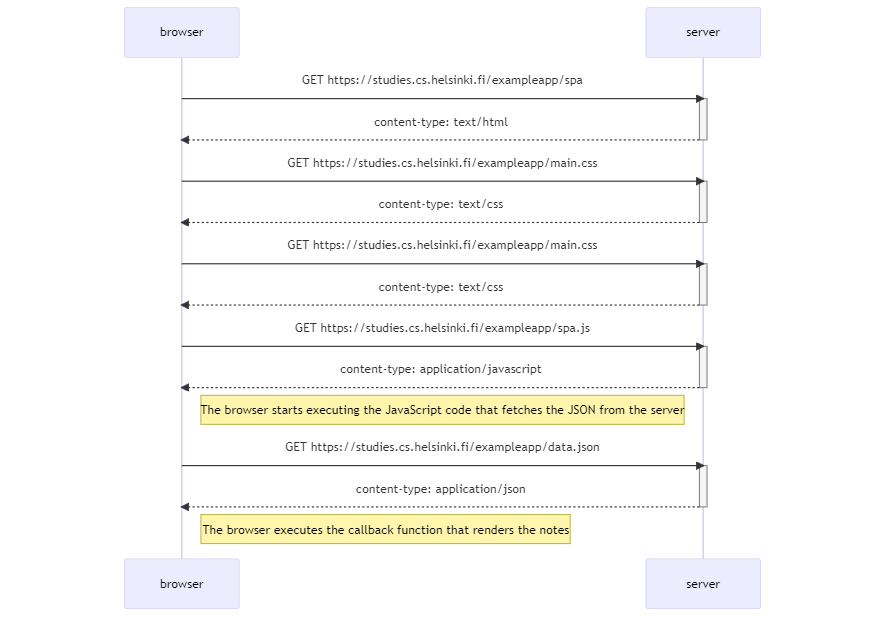 browser
server
GET https://studies.cs.helsinki.fi/exampleapp/spa
content-type: text/html
GET https://studies.cs.helsinki.fi/exampleapp/main.css
content-type: text/css
GET https://studies.cs.helsinki.fi/exampleapp/main.css
content-type: text/css
GET https://studies.cs.helsinki.fi/exampleapp/spa.js
content-type: application/javascript
The browser starts executing the JavaScript code that fetches the JSON from the server
GET https://studies.cs.helsinki.fi/exampleapp/data.json
content-type: application/json
The browser executes the callback function that renders the notes
browser
server